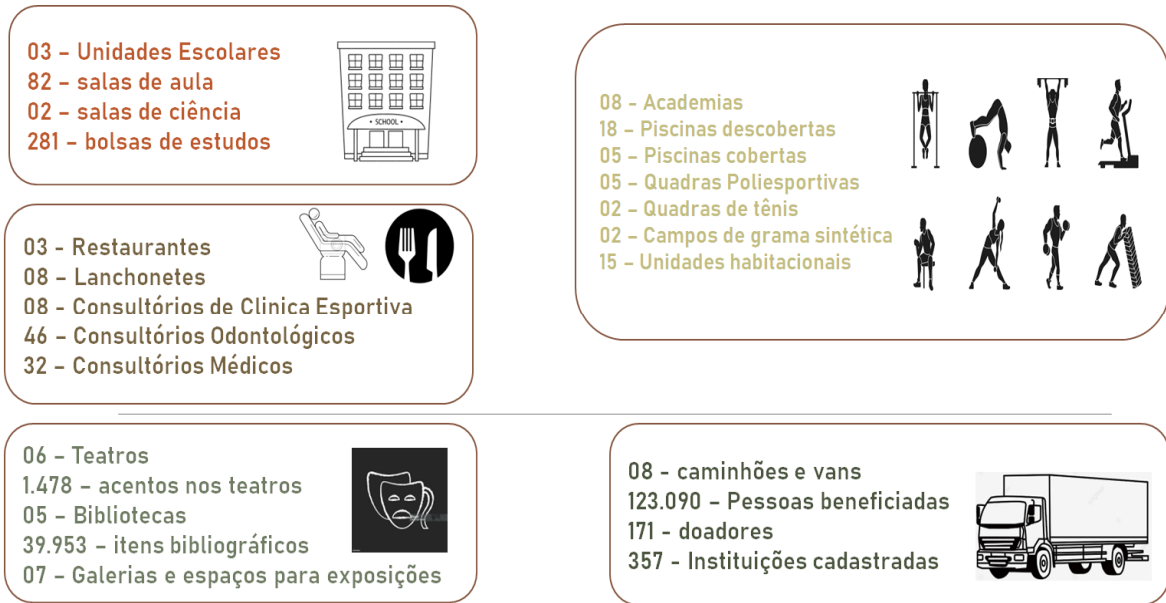 03 – Unidades Escolares
82 – salas de aula
02 – salas de ciência
281 – bolsas de estudos
• SCHOOL •
08 - Academias
18 – Piscinas descobertas
05 – Piscinas cobertas
05 – Quadras Poliesportivas
02 – Quadras de tênis
02 – Campos de grama sintética
15 – Unidades habitacionais
03 - Restaurantes
08 – Lanchonetes
08 - Consultórios de Clinica Esportiva
46 – Consultórios Odontológicos
32 – Consultórios Médicos
06 – Teatros
1.478 – acentos nos teatros
05 – Bibliotecas
39.953 – itens bibliográficos
07 – Galerias e espaços para exposições
08 - caminhões e vans
123.090 – Pessoas beneficiadas
171 - doadores
357 - Instituições cadastradas